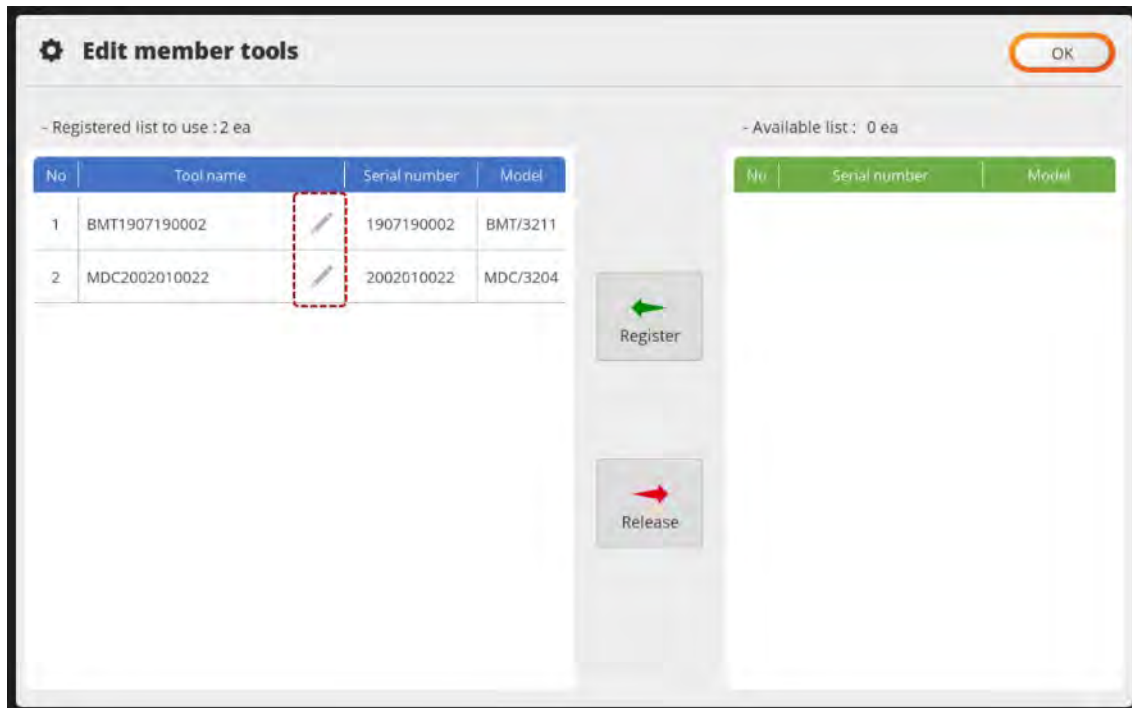 Edit member tools
OK
- Registered list to use : 2 ea
- Available list : 0 ea
No Tool name Serial number Model
1 BMT1907190002 1907190002 BMT/3211
2 MDC2002010022 2002010022 MDC/3204
No Serial number Model
Register
Release